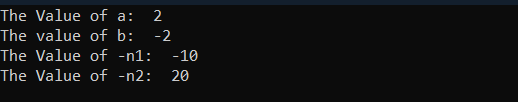 The Value of a:  2
The value of b:  -2
The Value of -n1:  -10
The Value of -n2:  20